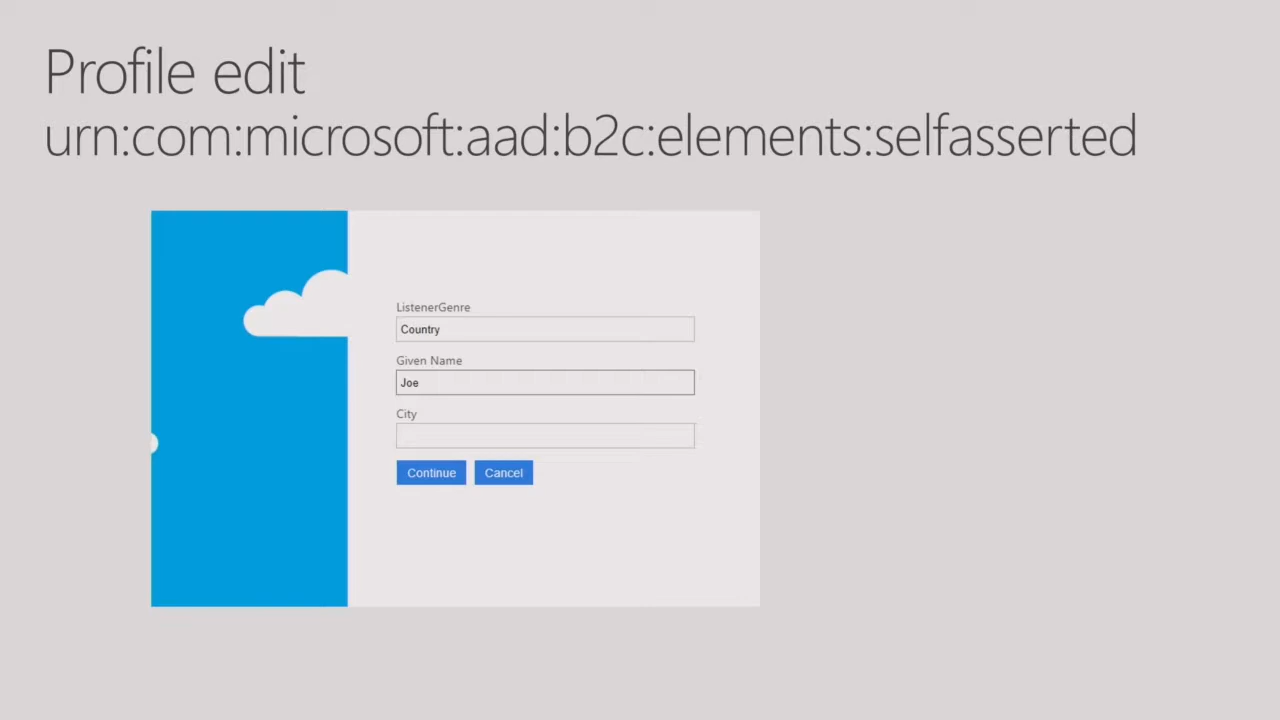 Profile edit
urn:com:microsoft:aad:b2c:elements:selfasserted
ListenerGenre
Country
Given Name
Joe
City
Continue Cancel